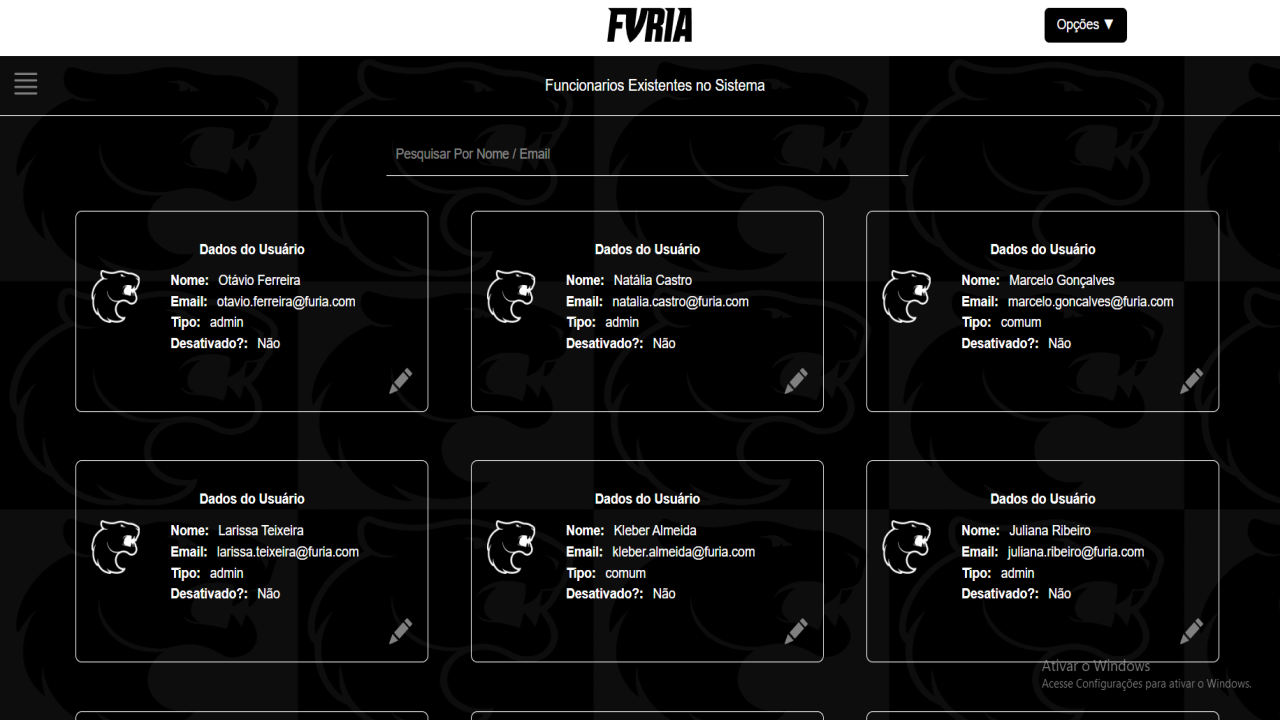 FVRIA
Opções ▼
Funcionarios Existentes no Sistema
Pesquisar Por Nome / Email
Dados do Usuário
Nome: Otávio Ferreira
Email: otavio.ferreira@furia.com
Tipo: admin
Desativado?: Não
Dados do Usuário
Nome: Natália Castro
Email: natalia.castro@furia.com
Tipo: admin
Desativado?: Não
Dados do Usuário
Nome: Marcelo Gonçalves
Email: marcelo.goncalves@furia.com
Tipo: comum
Desativado?: Não
Dados do Usuário
Nome: Larissa Teixeira
Email: larissa.teixeira@furia.com
Tipo: admin
Desativado?: Não
Dados do Usuário
Nome: Kleber Almeida
Email: kleber.almeida@furia.com
Tipo: comum
Desativado?: Não
Dados do Usuário
Nome: Juliana Ribeiro
Email: juliana.ribeiro@furia.com
Tipo: admin
Desativado?: Não
Ativar o Windows
Acesse Configurações para ativar o Windows.